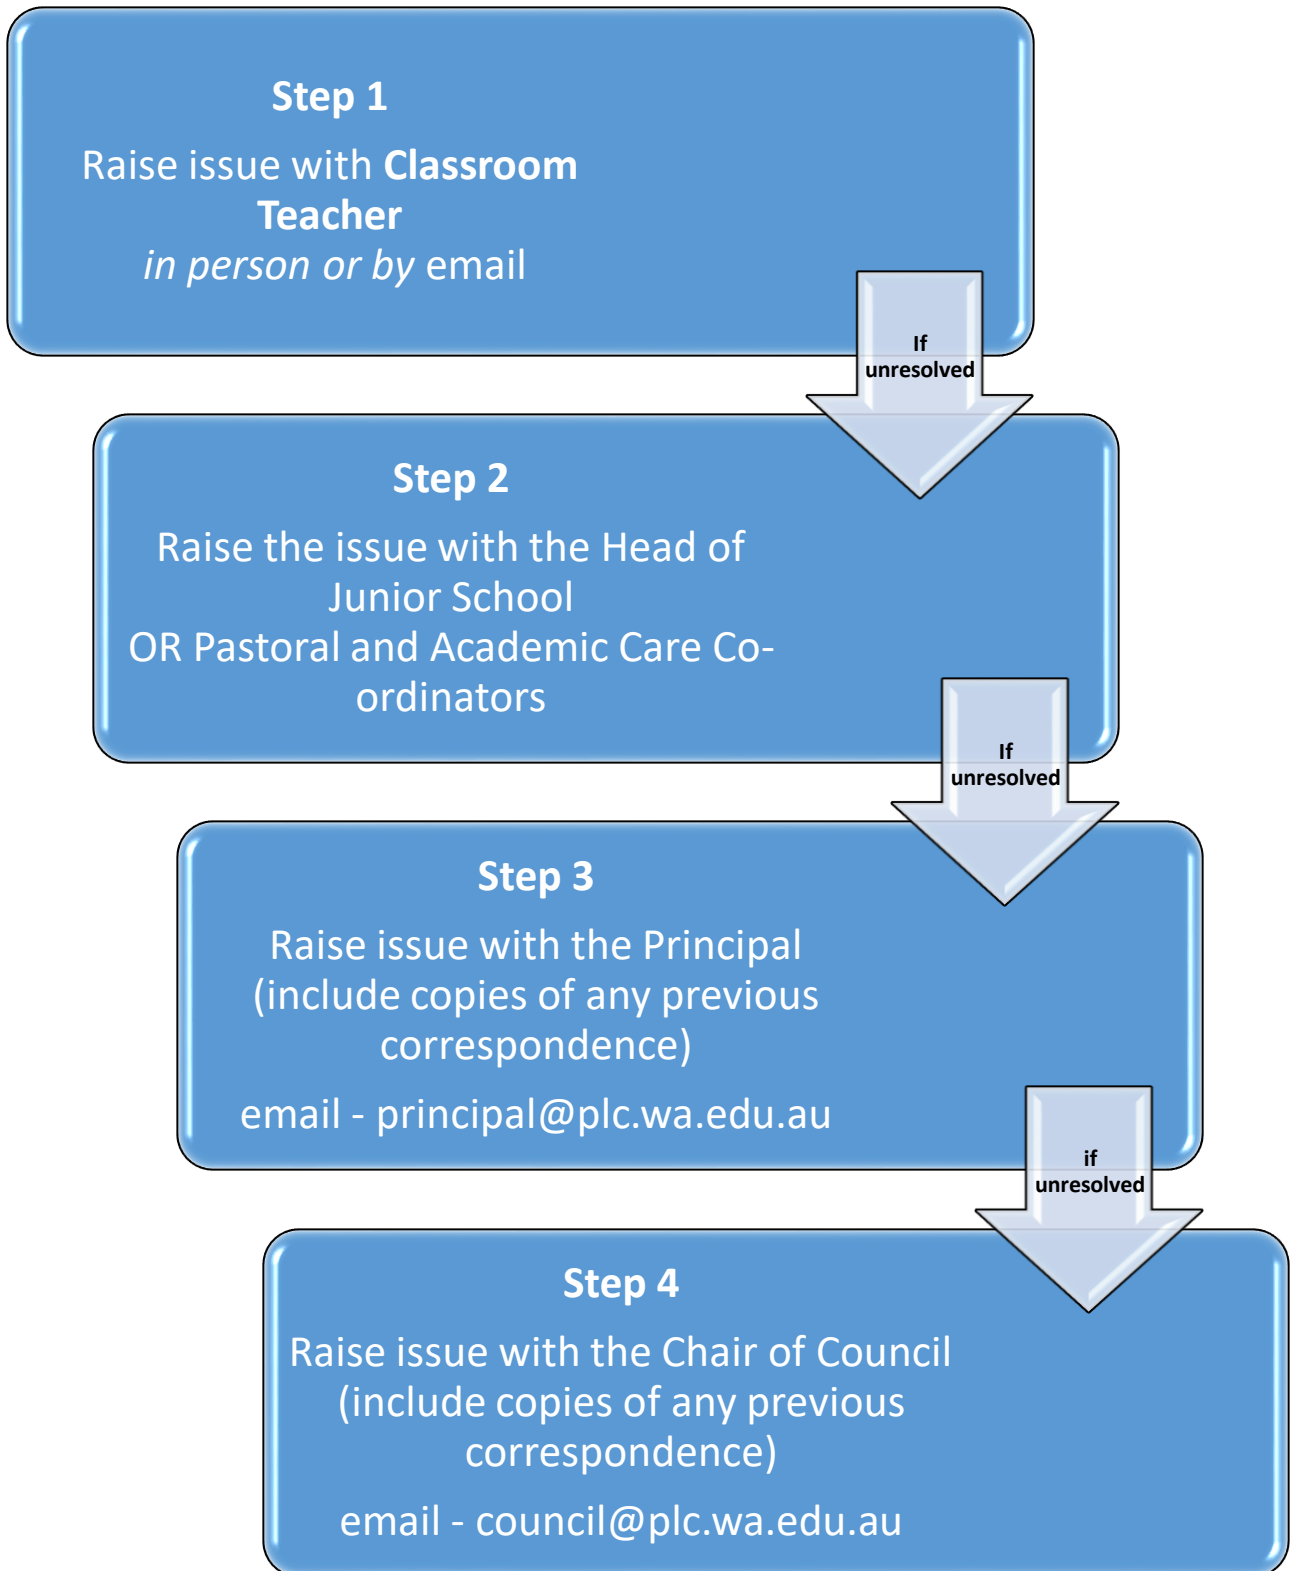 Step 1
Raise issue with Classroom
Teacher
in person or by email
If
unresolved
Step 2
Raise the issue with the Head of
Junior School
OR Pastoral and Academic Care Co-
ordinators
If
unresolved
Step 3
Raise issue with the Principal
(include copies of any previous
correspondence)
email - principal@plc.wa.edu.au
if
unresolved
Step 4
Raise issue with the Chair of Council
(include copies of any previous
correspondence)
email - council@plc.wa.edu.au